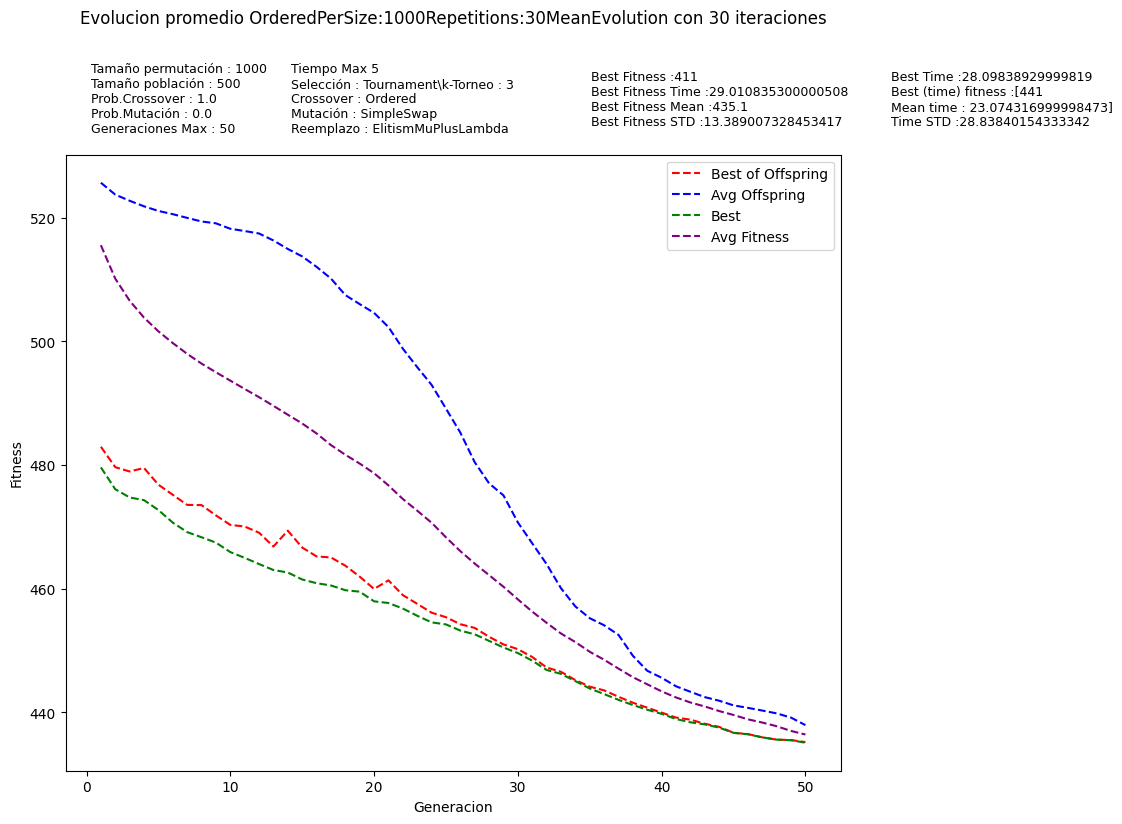 Evolucion promedio OrderedPerSize:1000Repetitions:30MeanEvolution con 30 iteraciones
Tamaño permutación : 1000
Tamaño población : 500
Prob.Crossover : 1.0
Prob.Mutación : 0.0
Generaciones Max : 50
Tiempo Max 5
Selección : Tournament\k-Torneo : 3
Crossover : Ordered
Mutación : SimpleSwap
Reemplazo : ElitismMuPlusLambda
Best Fitness :411
Best Fitness Time :29.010835300000508
Best Fitness Mean :435.1
Best Fitness STD :13.389007328453417
Best Time :28.09838929999819
Best (time) fitness :[441
Mean time : 23.074316999998473]
Time STD :28.83840154333342
Best of Offspring
Avg Offspring
Best
Avg Fitness
520
500
480
460
440
Fitness
0
10
20
30
40
50
Generacion